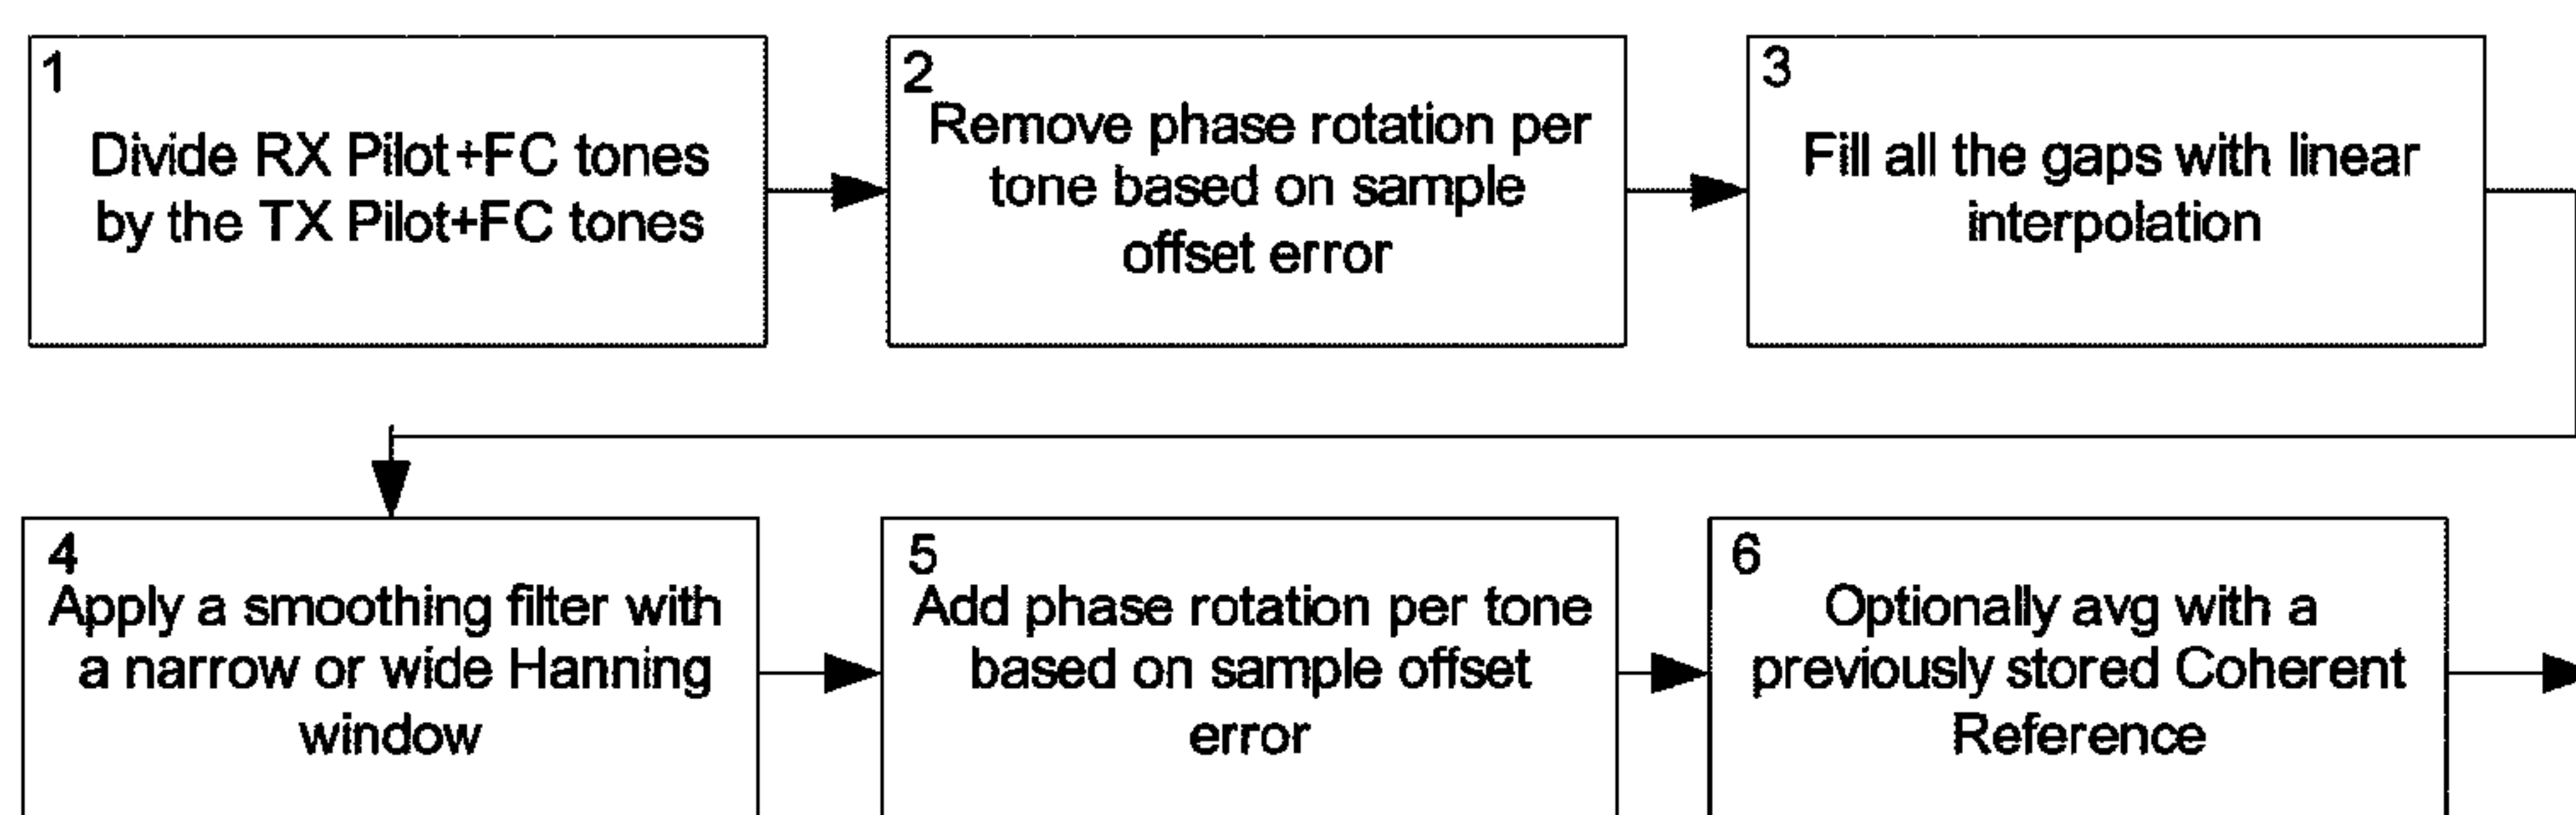 1
Divide RX Pilot+FC tones
by the TX Pilot+FC tones
2
Remove phase rotation per
tone based on sample
offset error
3
Fill all the gaps with linear
interpolation
4
Apply a smoothing filter with
a narrow or wide Hanning
window
5
Add phase rotation per tone
based on sample offset
error
6
Optionally avg with a
previously stored Coherent
Reference